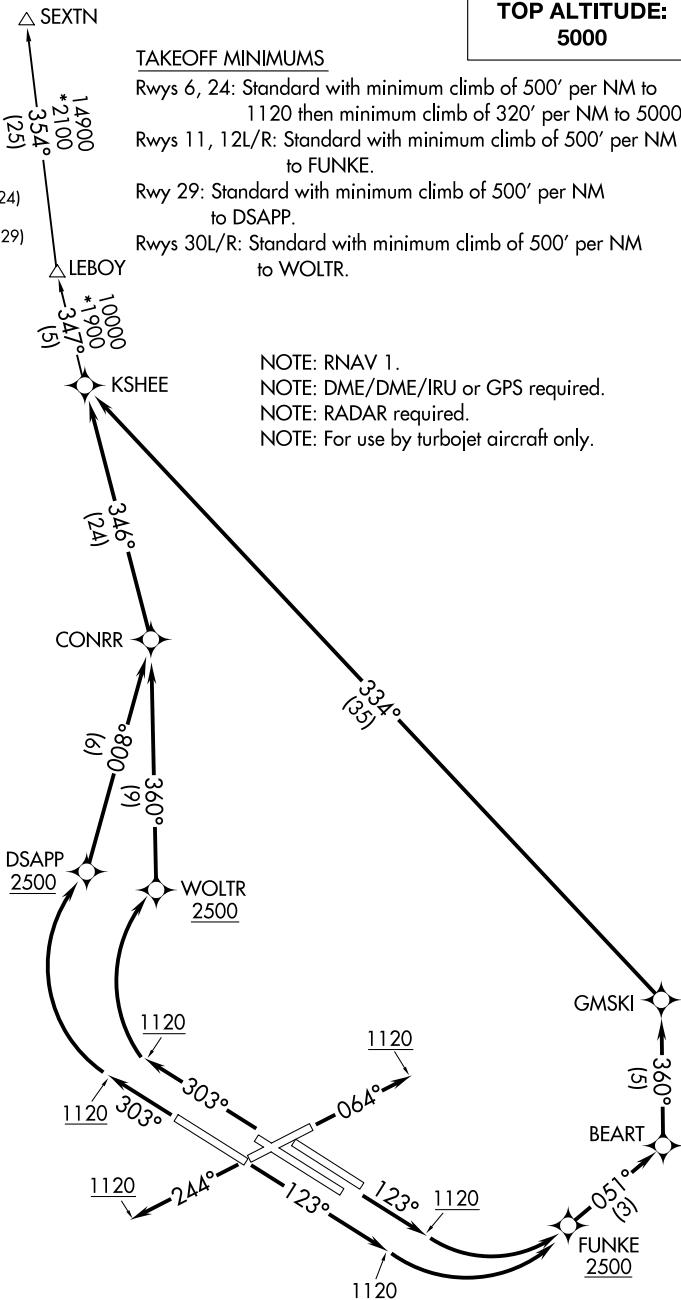 SEXTN
TOP ALTITUDE:
5000
TAKEOFF MINIMUMS
Rwys 6, 24: Standard with minimum climb of 500' per NM to
1120 then minimum climb of 320' per NM to 5000
Rwys 11, 12L/R: Standard with minimum climb of 500' per NM
to FUNKE.
Rwy 29: Standard with minimum climb of 500' per NM
to DSAPP.
Rwys 30L/R: Standard with minimum climb of 500' per NM
to WOLTR.
14900
*2100
354°
(25)
24)
29)
LEBOY
10000
*1900
347°
(5)
KSHEE
NOTE: RNAV 1.
NOTE: DME/DME/IRU or GPS required.
NOTE: RADAR required.
NOTE: For use by turbojet aircraft only.
346°
(24)
CONRR
334°
(35)
008°
(6)
360°
(9)
DSAPP
2500
WOLTR
2500
GMSKI
1120
1120
360°
(5)
1120
303°
303°
064°
BEART
1120
244°
123°
123°
1120
051°
(3)
FUNKE
2500
1120